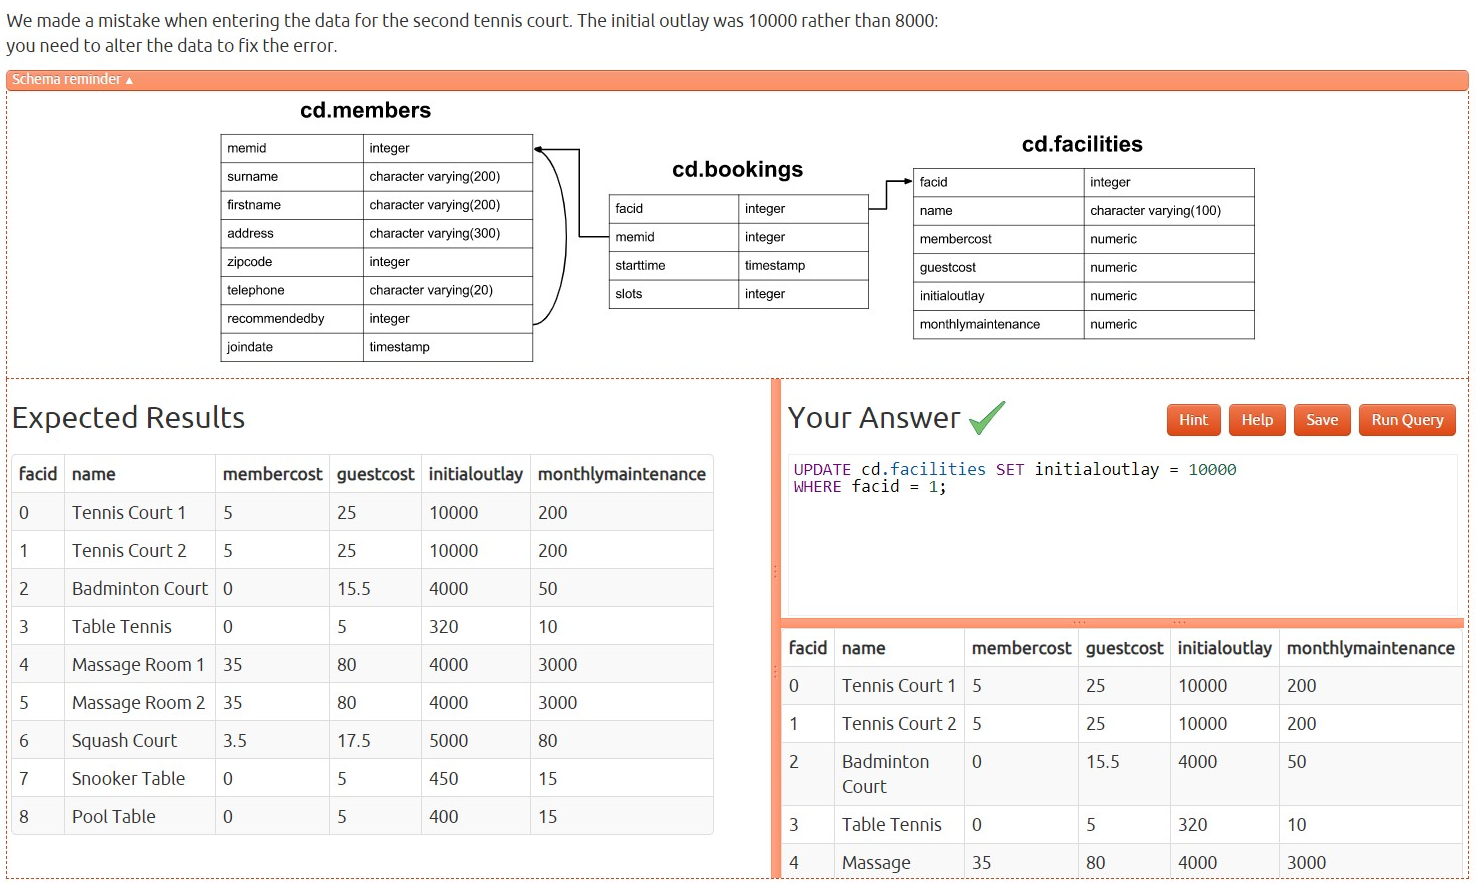 We made a mistake when entering the data for the second tennis court. The initial outlay was 10000 rather than 8000:
you need to alter the data to fix the error.
Schema reminder ▲
cd.members
memid integer
surname character varying(200)
firstname character varying(200)
address character varying(300)
zipcode integer
telephone character varying(20)
recommendedby integer
joindate timestamp
cd.bookings
facid integer
memid integer
starttime timestamp
slots integer
cd.facilities
facid integer
name character varying(100)
membercost numeric
guestcost numeric
initialoutlay numeric
monthlymaintenance numeric
Expected Results
facid name membercost guestcost initialoutlay monthlymaintenance
0 Tennis Court 1 5 25 10000 200
1 Tennis Court 2 5 25 10000 200
2 Badminton Court 0 15.5 4000 50
3 Table Tennis 0 5 320 10
4 Massage Room 1 35 80 4000 3000
5 Massage Room 2 35 80 4000 3000
6 Squash Court 3.5 17.5 5000 80
7 Snooker Table 0 5 450 15
8 Pool Table 0 5 400 15
Your Answer
Hint Help Save Run Query
UPDATE cd.facilities SET initialoutlay = 10000
WHERE facid = 1;
facid name membercost guestcost initialoutlay monthlymaintenance
0 Tennis Court 1 5 25 10000 200
1 Tennis Court 2 5 25 10000 200
2 Badminton 0 15.5 4000 50
Court
3 Table Tennis 0 5 320 10
4 Massage 35 80 4000 3000